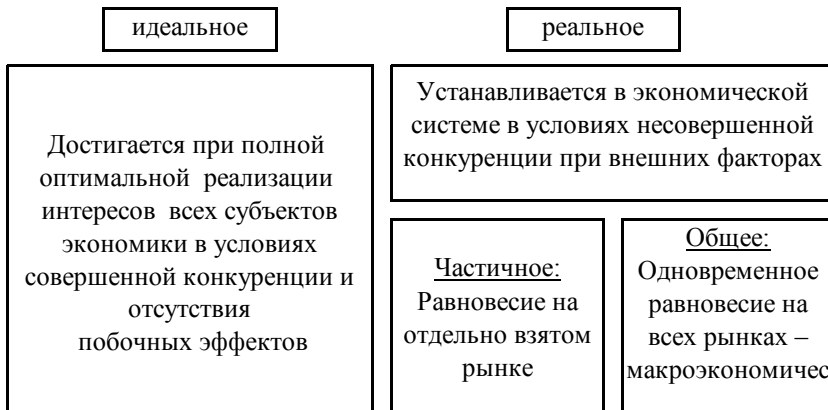 идеальное
реальное
Достигается при полной
оптимальной реализации
интересов всех субъектов
экономики в условиях
совершенной конкуренции и
отсутствия
побочных эффектов
Устанавливается в экономической
системе в условиях несовершенной
конкуренции при внешних факторах
Частичное:
Равновесие на
отдельно взятом
рынке
Общее:
Одновременное
равновесие на
всех рынках –
макроэкономичес